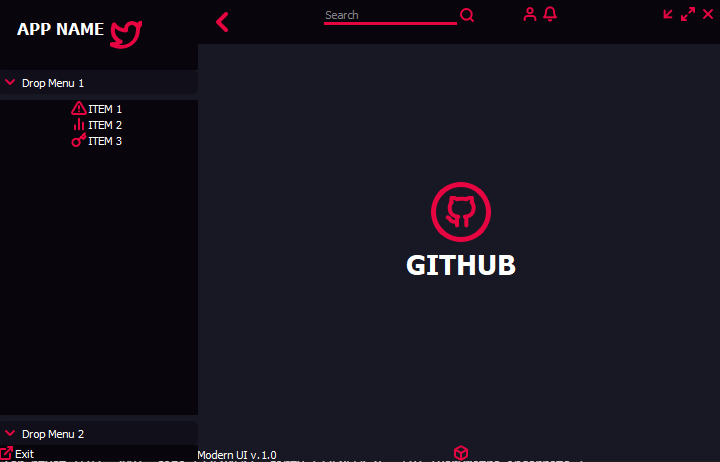 APP NAME
Search
Drop Menu 1
ITEM 1
ITEM 2
ITEM 3
GITHUB
Drop Menu 2
Exit
Modern UI v.1.0